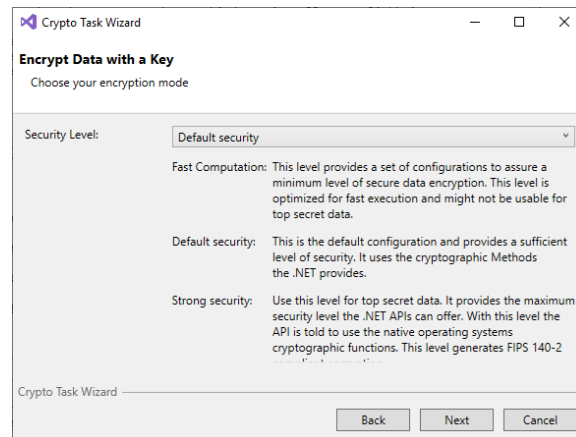 Crypto Task Wizard
Encrypt Data with a Key
Choose your encryption mode
Security Level:
Default security
Fast Computation: This level provides a set of configurations to assure a
minimum level of secure data encryption. This level is
optimized for fast execution and might not be usable for
top secret data.
Default security: This is the default configuration and provides a sufficient
level of security. It uses the cryptographic Methods
the .NET provides.
Strong security: Use this level for top secret data. It provides the maximum
security level the .NET APIs can offer. With this level the
API is told to use the native operating systems
cryptographic functions. This level generates FIPS 140-2
Crypto Task Wizard
Back Next Cancel